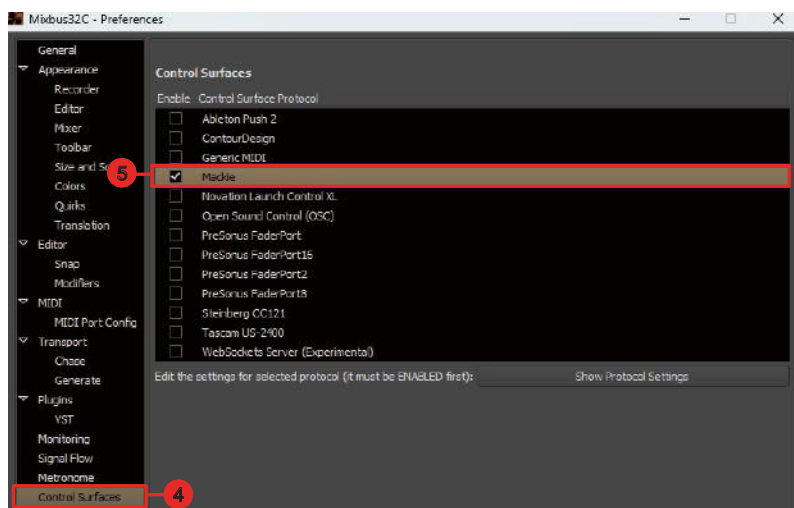 Mixbus32C - Preferences
General
Appearance
Recorder
Editor
Mixer
Toolbar
Size and
Colors
Quirks
Translation
Editor
Snap
Modifiers
MIDI
MIDI Port Config
Transport
Chase
Generate
Plugins
VST
Monitoring
Signal Flow
Metronome
Control Surfaces
4
Control Surfaces
Enable Control Surface Protocol
Ableton Push 2
ContourDesign
Generic MIDI
5
Mackie
Novation Launch Control XL
Open Sound Control (OSC)
PreSonus FaderPort
PreSonus FaderPort16
PreSonus FaderPort2
PreSonus FaderPort8
Steinberg CC121
Tascam US-2400
WebSockets Server (Experimental)
Edit the settings for selected protocol (it must be ENABLED first):
Show Protocol Settings